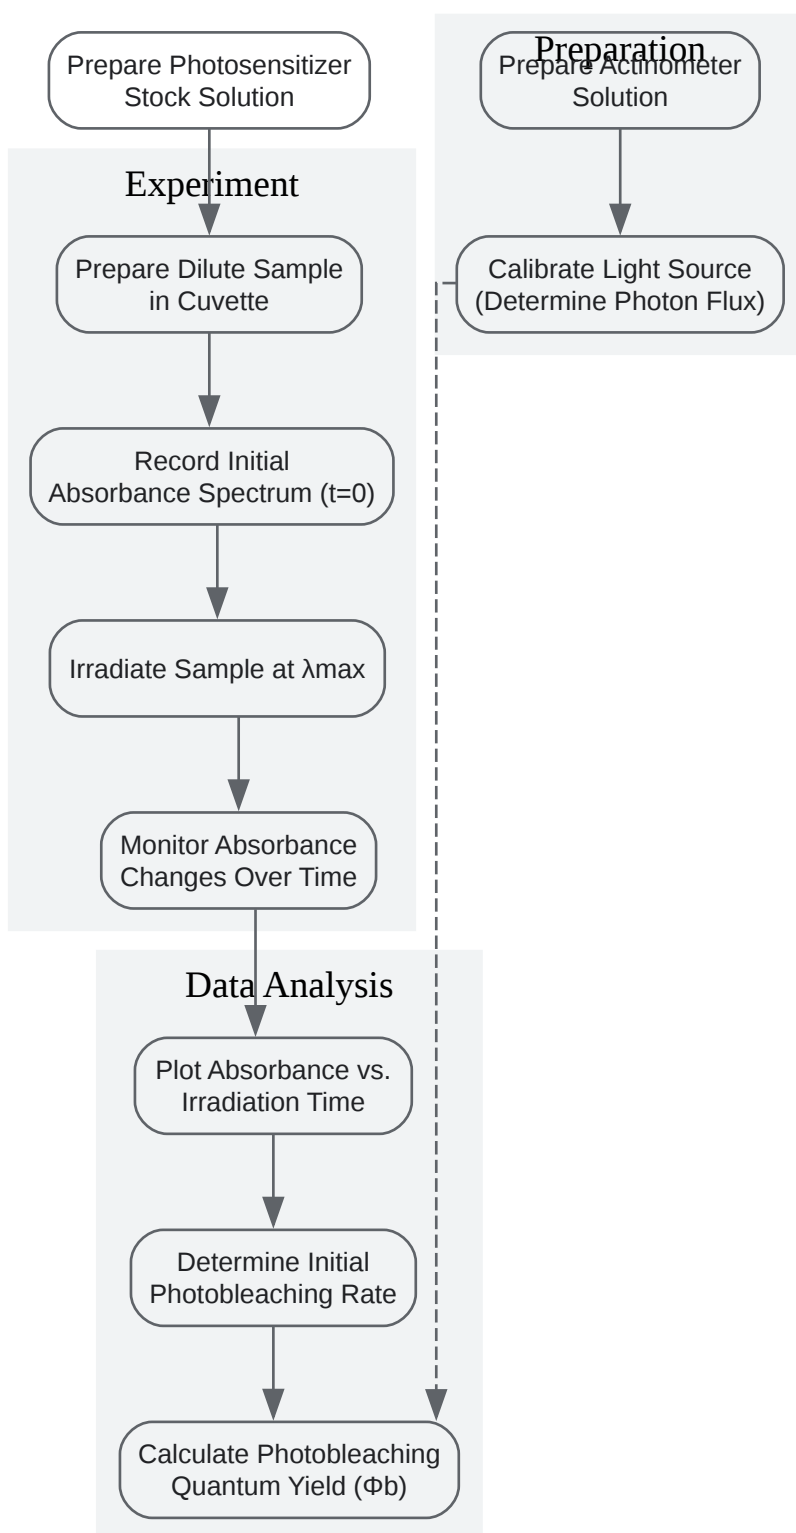 Prepare Photosensitizer
Stock Solution
Preparation
Prepare Actinometer
Solution
Experiment
Prepare Dilute Sample
in Cuvette
Calibrate Light Source
(Determine Photon Flux)
Record Initial
Absorbance Spectrum (t=0)
Irradiate Sample at λmax
Monitor Absorbance
Changes Over Time
Data Analysis
Plot Absorbance vs.
Irradiation Time
Determine Initial
Photobleaching Rate
Calculate Photobleaching
Quantum Yield (Φb)